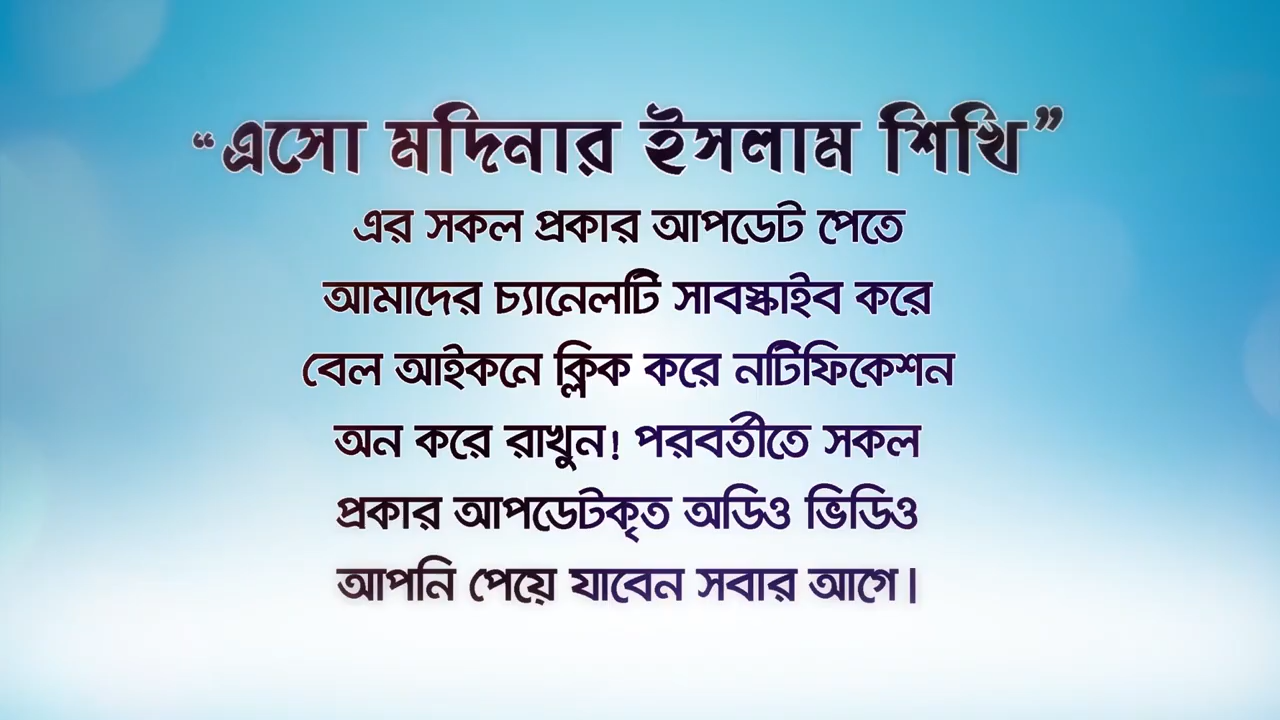 “এসো মদিনার ইসলাম শিখি”
এর সকল প্রকার আপডেট পেতে
আমাদের চ্যানেলটি সাবস্কাইব করে
বেল আইকনে ক্লিক করে নটিফিকেশন
অন করে রাখুন! পরবর্তীতে সকল
প্রকার আপডেটকৃত অডিও ভিডিও
আপনি পেয়ে যাবেন সবার আগে।